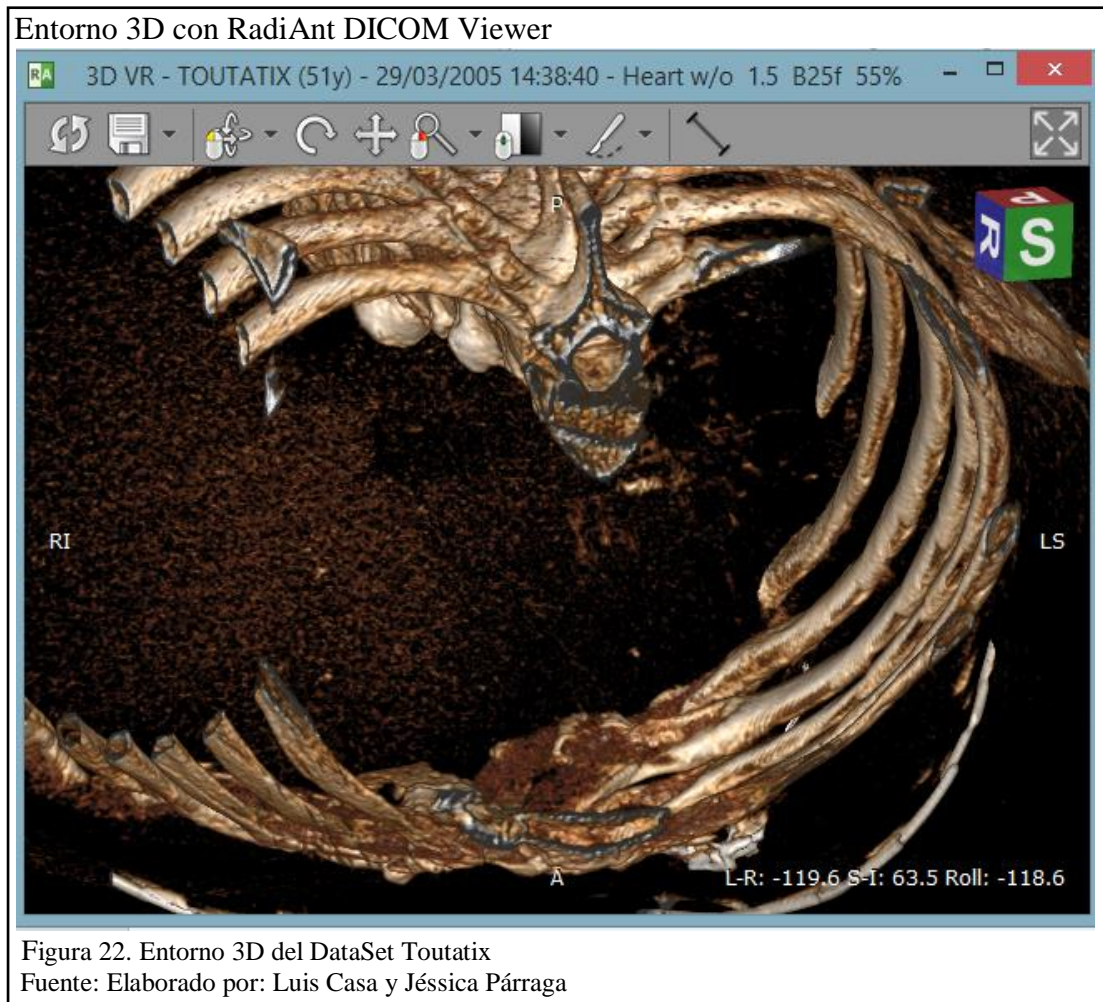 Entorno 3D con RadiAnt DICOM Viewer
RA 3D VR - TOUTATIX (51y) - 29/03/2005 14:38:40 - Heart w/o 1.5 B25f 55%
P
P
R S
RI
LS
A
L-R: -119.6 S-I: 63.5 Roll: -118.6
Figura 22. Entorno 3D del DataSet Toutatix
Fuente: Elaborado por: Luis Casa y Jéssica Párraga